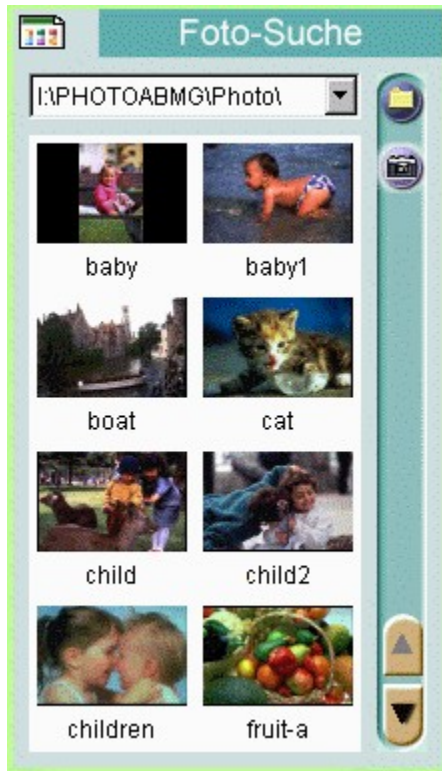 Foto-Suche
I:\PHOTOABMG\Photo\
baby baby1
boat cat
child child2
children fruit-a